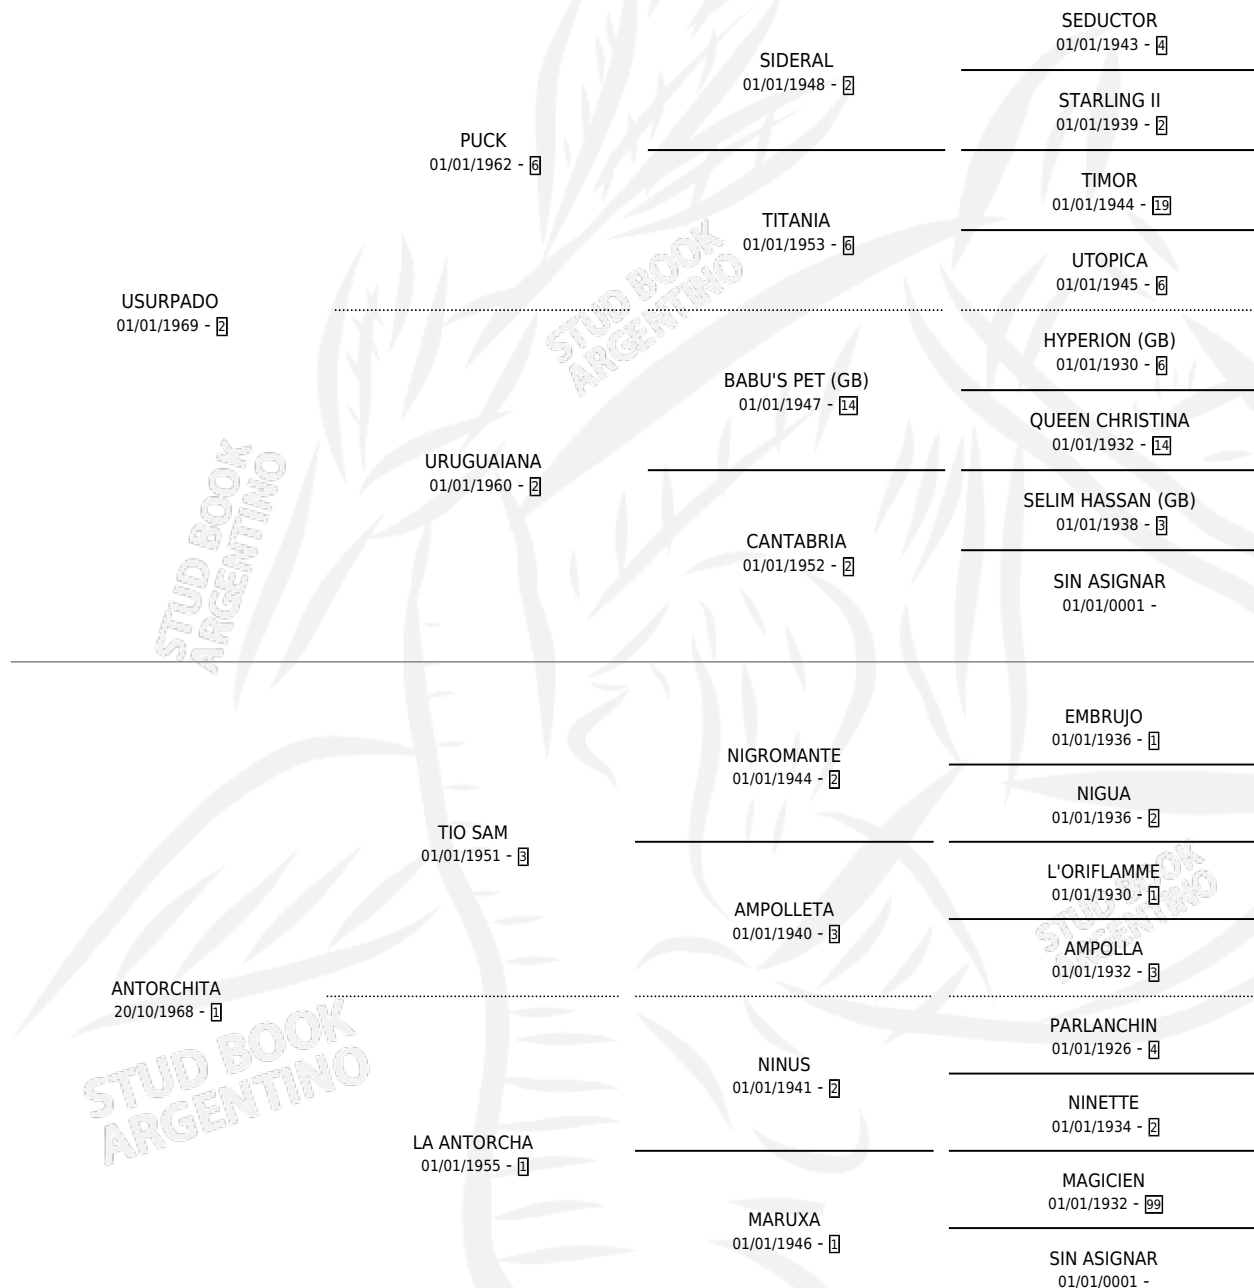 SEDUCTOR
01/01/1943 - 4
SIDERAL
01/01/1948 - 2
STARLING II
01/01/1939 - 2
PUCK
01/01/1962 - 6
TIMOR
01/01/1944 - 19
TITANIA
01/01/1953 - 6
UTOPICA
01/01/1945 - 6
USURPADO
01/01/1969 - 2
HYPERION (GB)
01/01/1930 - 6
BABU'S PET (GB)
01/01/1947 - 14
QUEEN CHRISTINA
01/01/1932 - 14
URUGUAIANA
01/01/1960 - 2
SELIM HASSAN (GB)
01/01/1938 - 3
CANTABRIA
01/01/1952 - 2
SIN ASIGNAR
01/01/0001 -
EMBRUJO
01/01/1936 - 1
NIGROMANTE
01/01/1944 - 2
NIGUA
01/01/1936 - 2
TIO SAM
01/01/1951 - 3
L'ORIFLAMME
01/01/1930 - 1
AMPOLLETA
01/01/1940 - 3
AMPOLLA
01/01/1932 - 3
ANTORCHITA
20/10/1968 - 1
PARLANCHIN
01/01/1926 - 4
NINUS
01/01/1941 - 2
NINETTE
01/01/1934 - 2
LA ANTORCHA
01/01/1955 - 1
MAGICIEN
01/01/1932 - 99
MARUXA
01/01/1946 - 1
SIN ASIGNAR
01/01/0001 -
STUD BOOK
ARGENTINO
STUD BOOK
ARGENTINO
STUD BOOK
ARGENTINO
STUD BOOK
ARGENTINO